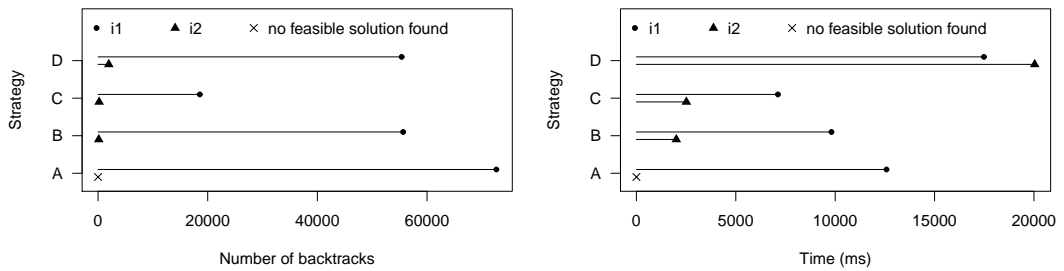 i1 i2 no feasible solution found
D
C
B
A
Strategy
0 20000 40000 60000
Number of backtracks
i1 i2 no feasible solution found
D
C
B
A
Strategy
0 5000 10000 15000 20000
Time (ms)